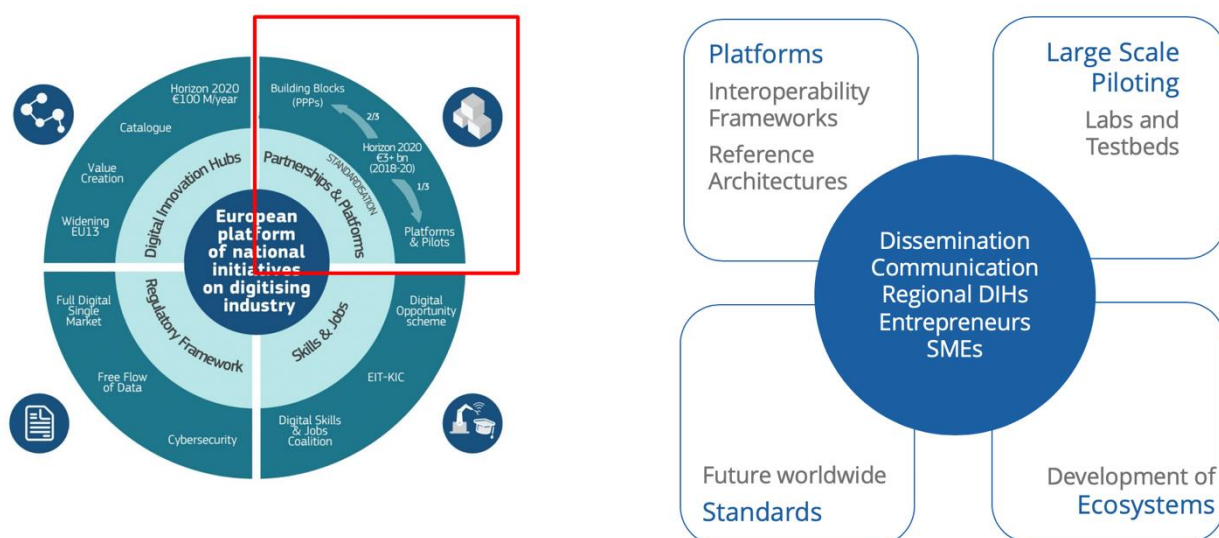 Horizon 2020
€100 M/year
Catalogue
Value
Creation
Widening
EU13
Digital Innovation Hubs
Building Blocks
(PPPs)
2/3
Horizon 2020
€3+ bn
(2018-20)
1/3
Platforms
& Pilots
STANDARDISATION
Partnerships & Platforms
European
platform
of national
initiatives
on digitising
industry
Full Digital
Single
Market
Free Flow
of Data
Cybersecurity
Regulatory Framework
Skills & Jobs
Digital
Opportunity
scheme
EIT-KIC
Digital Skills
& Jobs
Coalition
Platforms
Interoperability
Frameworks
Reference
Architectures
Large Scale
Piloting
Labs and
Testbeds
Dissemination
Communication
Regional DIHs
Entrepreneurs
SMEs
Future worldwide
Standards
Development of
Ecosystems